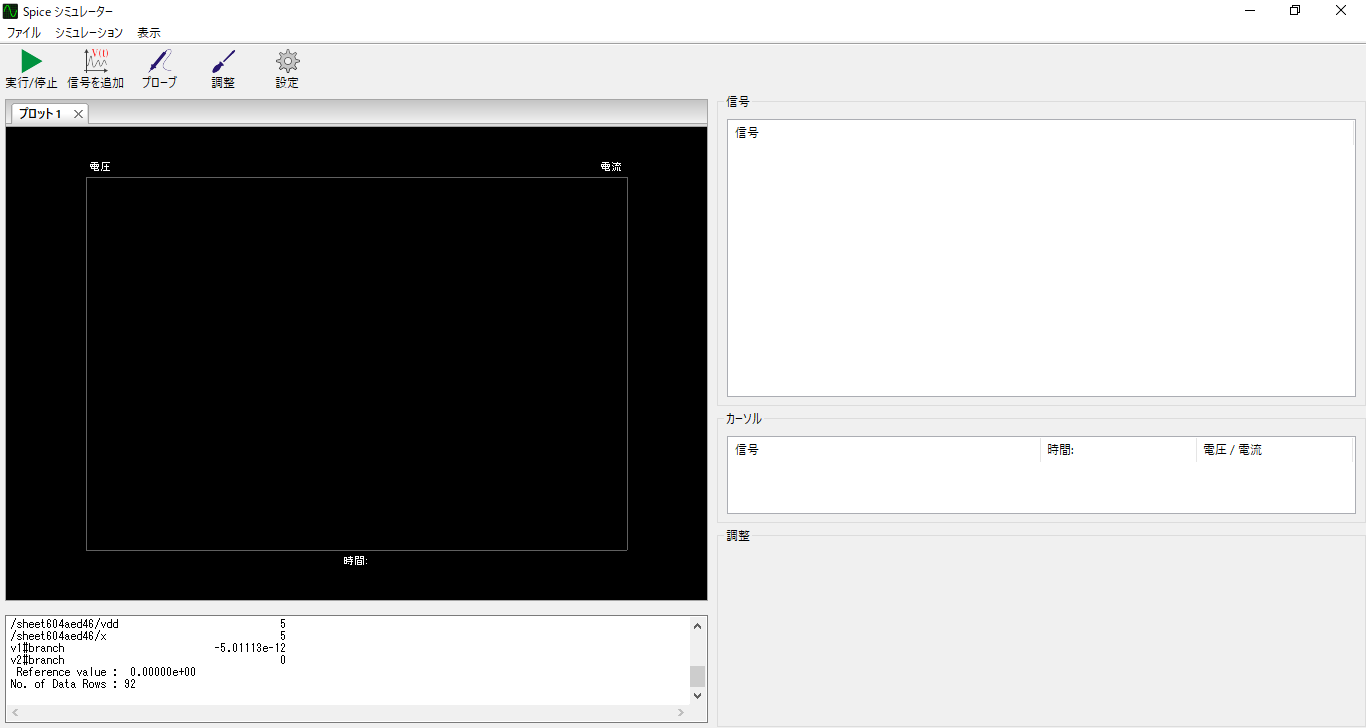 Spice シミュレーター
ファイル シミュレーション 表示
実行/停止 信号を追加 プローブ 調整 設定
V(t)
プロット 1
電圧 電流
時間:
/sheet604aed46/vdd 5
/sheet604aed46/x 5
v1#branch -5.01113e-12
v2#branch 0
Reference value : 0.00000e+00
No. of Data Rows : 92
信号
信号
カーソル
信号 時間: 電圧 / 電流
調整